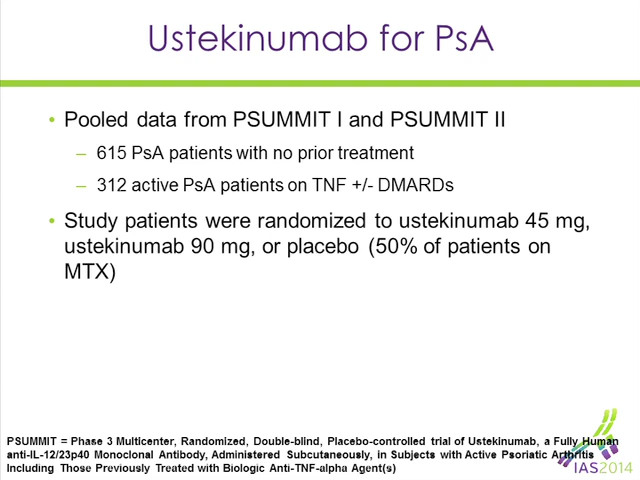 Ustekinumab for PsA
• Pooled data from PSUMMIT I and PSUMMIT II
– 615 PsA patients with no prior treatment
– 312 active PsA patients on TNF +/- DMARDs
• Study patients were randomized to ustekinumab 45 mg,
ustekinumab 90 mg, or placebo (50% of patients on
MTX)
PSUMMIT = Phase 3 Multicenter, Randomized, Double-blind, Placebo-controlled trial of Ustekinumab, a Fully Human
anti-IL-12/23p40 Monoclonal Antibody, Administered Subcutaneously, in Subjects with Active Psoriatic Arthritis
Including Those Previously Treated with Biologic Anti-TNF-alpha Agent(s)
IAS2014